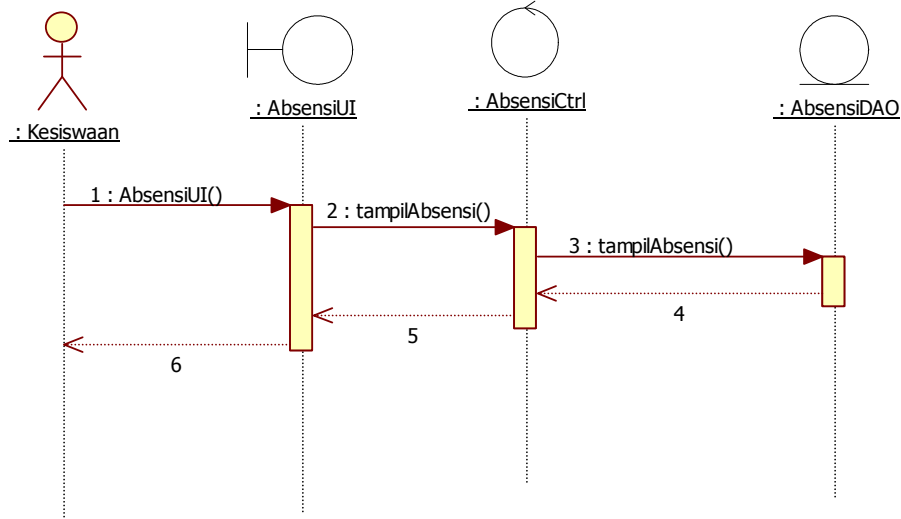 : Kesiswaan
: AbsensiUI
: AbsensiCtrl
: AbsensiDAO
1 : AbsensiUI()
2 : tampilAbsensi()
3 : tampilAbsensi()
4
5
6